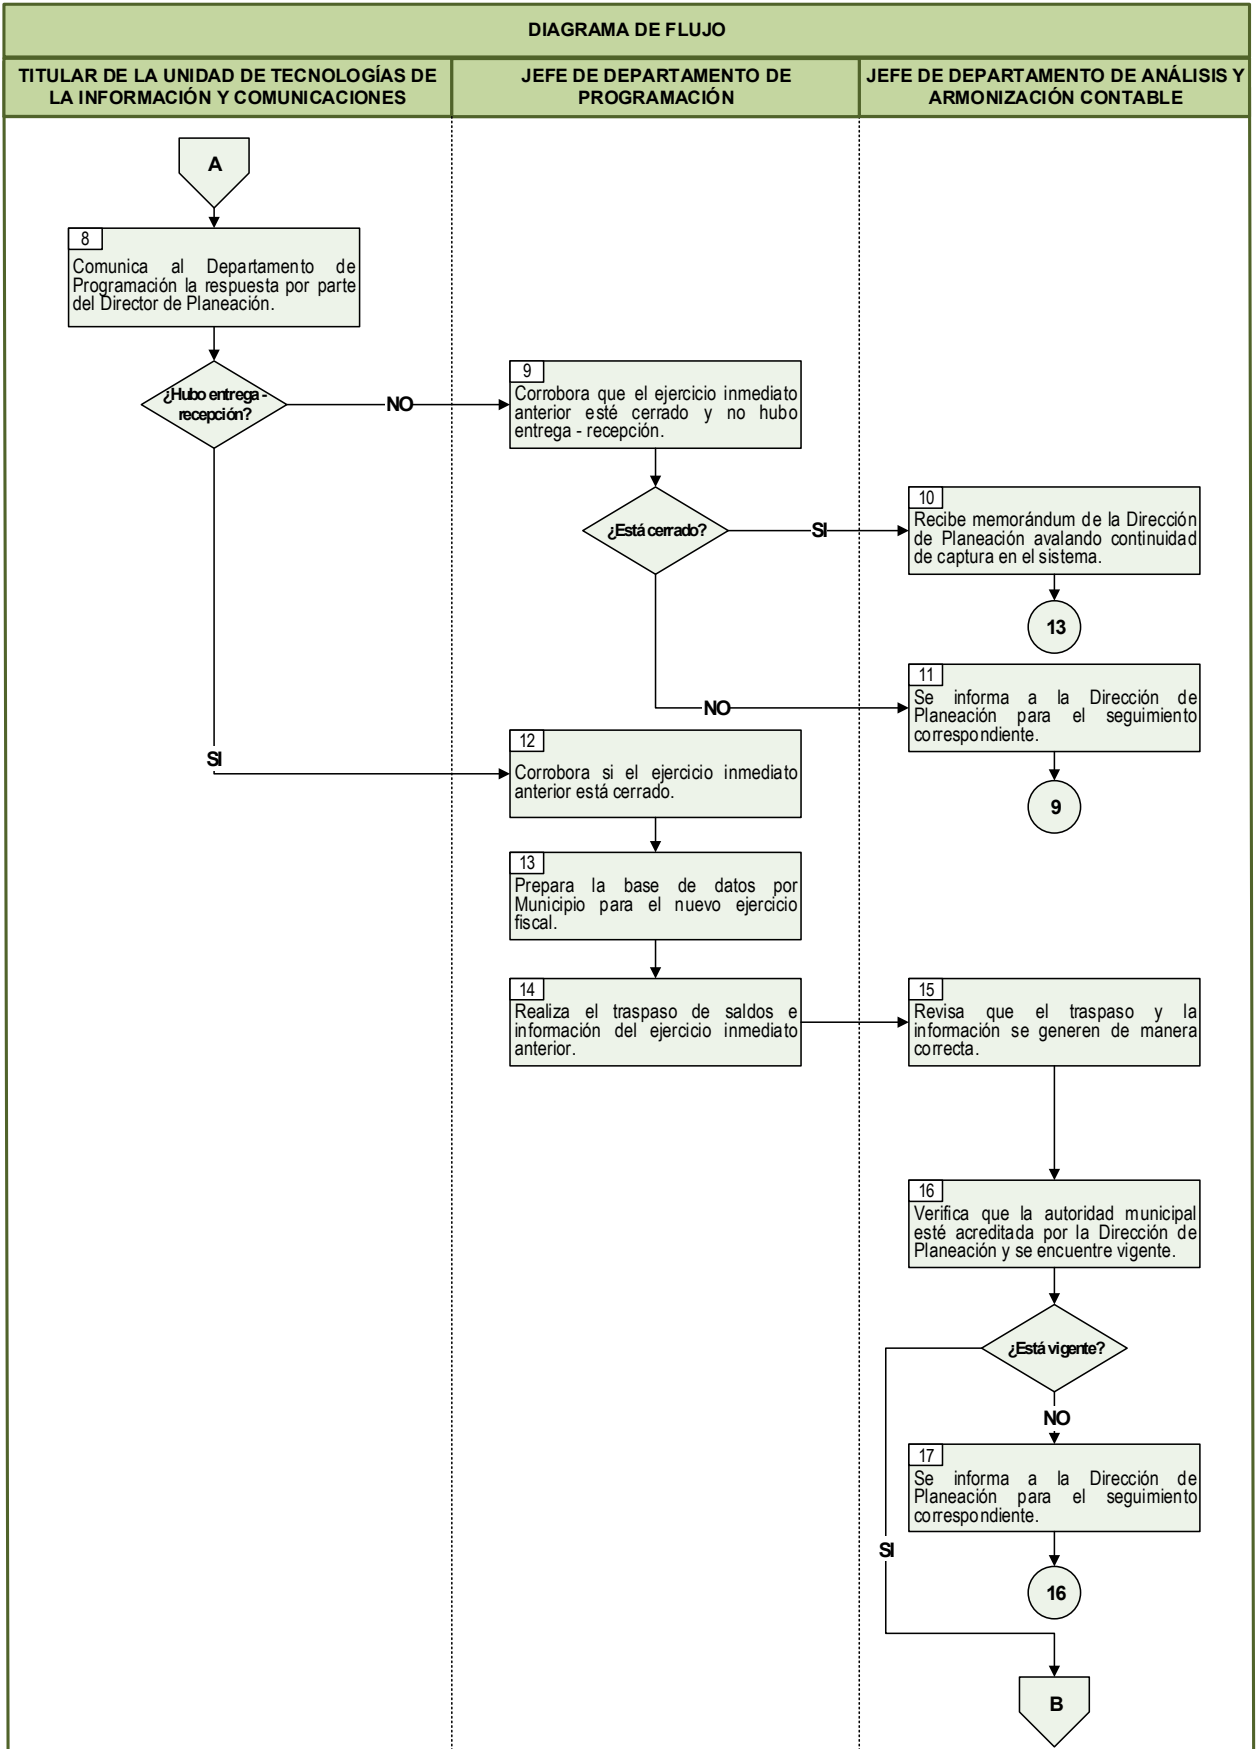 DIAGRAMA DE FLUJO
TITULAR DE LA UNIDAD DE TECNOLOGÍAS DE
LA INFORMACIÓN Y COMUNICACIONES
JEFE DE DEPARTAMENTO DE
PROGRAMACIÓN
JEFE DE DEPARTAMENTO DE ANÁLISIS Y
ARMONIZACIÓN CONTABLE
A
8
Comunica al Departamento de
Programación la respuesta por parte
del Director de Planeación.
¿Hubo entrega -
recepción?
NO
9
Corrobora que el ejercicio inmediato
anterior esté cerrado y no hubo
entrega - recepción.
¿Está cerrado?
SI
10
Recibe memorándum de la Dirección
de Planeación avalando continuidad
de captura en el sistema.
13
NO
11
Se informa a la Dirección de
Planeación para el seguimiento
correspondiente.
9
SI
12
Corrobora si el ejercicio inmediato
anterior está cerrado.
13
Prepara la base de datos por
Municipio para el nuevo ejercicio
fiscal.
14
Realiza el traspaso de saldos e
información del ejercicio inmediato
anterior.
15
Revisa que el traspaso y la
información se generen de manera
correcta.
16
Verifica que la autoridad municipal
esté acreditada por la Dirección de
Planeación y se encuentre vigente.
¿Está vigente?
NO
17
Se informa a la Dirección de
Planeación para el seguimiento
correspondiente.
SI
16
B